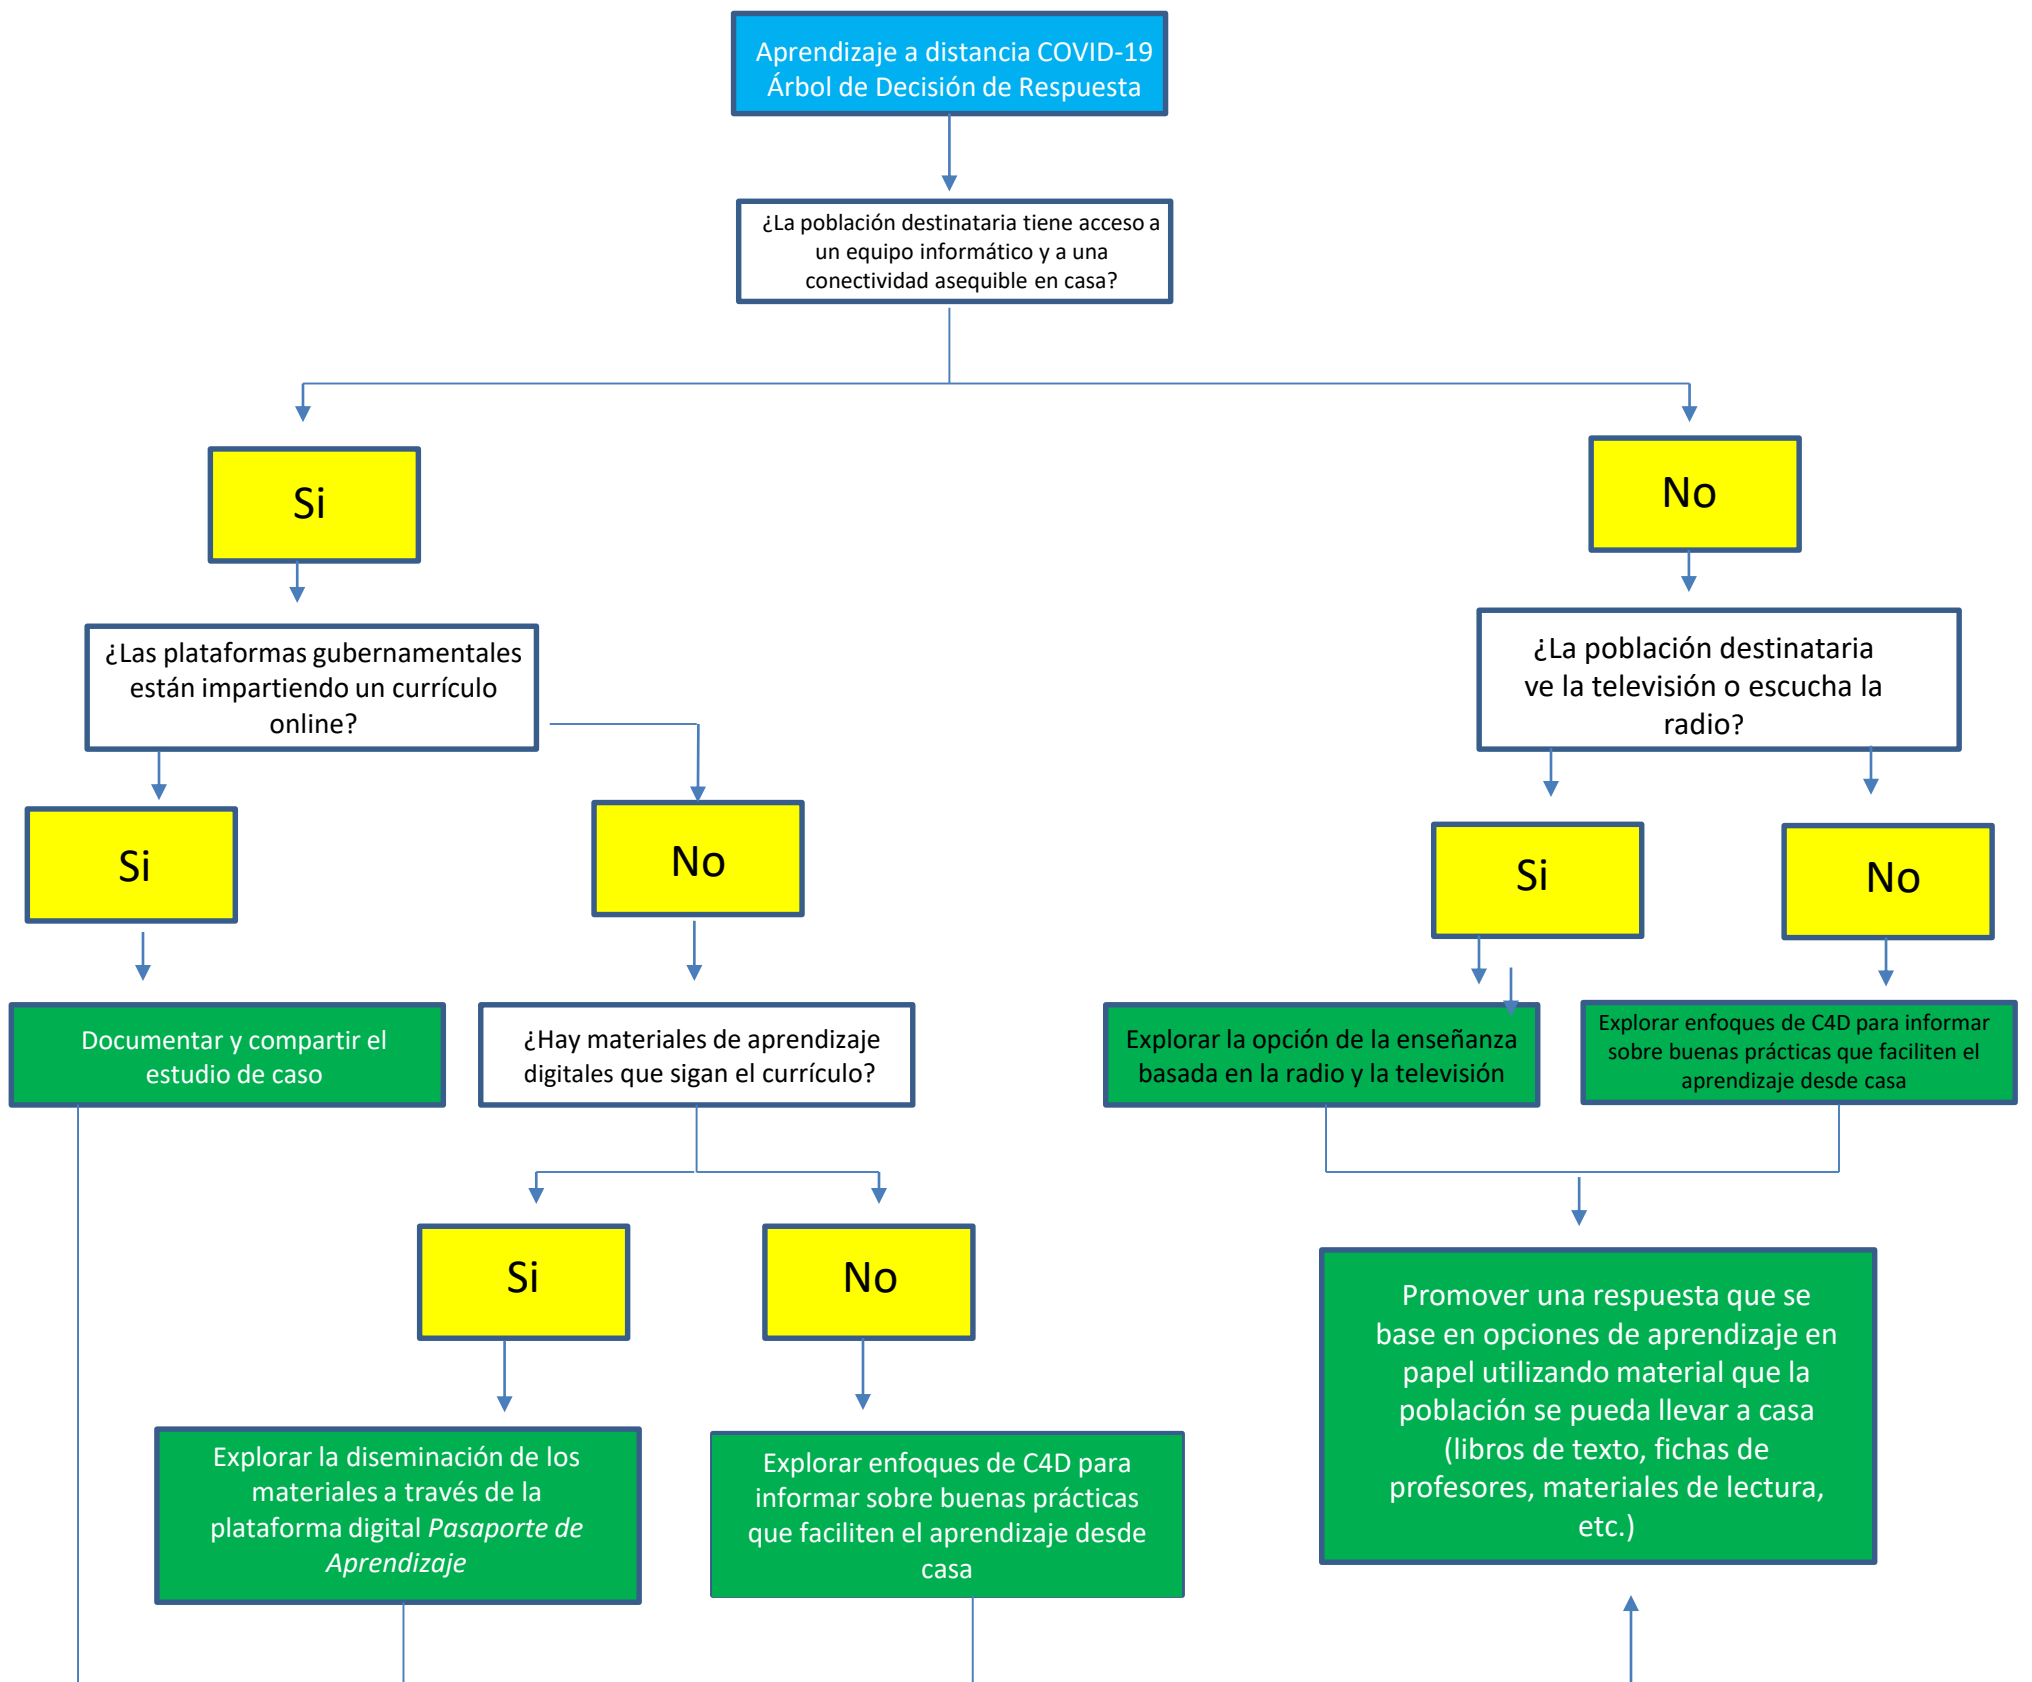 Aprendizaje a distancia COVID-19
Árbol de Decisión de Respuesta
¿La población destinataria tiene acceso a
un equipo informático y a una
conectividad asequible en casa?
Si
No
¿Las plataformas gubernamentales
están impartiendo un currículo
online?
¿La población destinataria
ve la televisión o escucha la
radio?
Si
No
Si
No
Documentar y compartir el
estudio de caso
¿Hay materiales de aprendizaje
digitales que sigan el currículo?
Explorar la opción de la enseñanza
basada en la radio y la televisión
Explorar enfoques de C4D para informar
sobre buenas prácticas que faciliten el
aprendizaje desde casa
Si
No
Explorar la diseminación de los
materiales a través de la
plataforma digital Pasaporte de
Aprendizaje
Explorar enfoques de C4D para
informar sobre buenas prácticas
que faciliten el aprendizaje desde
casa
Promover una respuesta que se
base en opciones de aprendizaje en
papel utilizando material que la
población se pueda llevar a casa
(libros de texto, fichas de
profesores, materiales de lectura,
etc.)